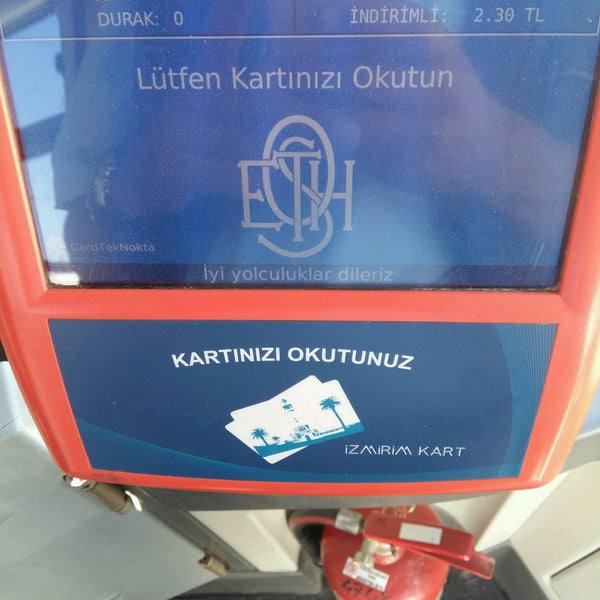 DURAK: 0 İNDİRİMLİ: 2.30 TL
Lütfen Kartınızı Okutun
ESHOT
CardTekNokta
İyi yolculuklar dileriz
KARTINIZI OKUTUNUZ
İZMİRİM KART